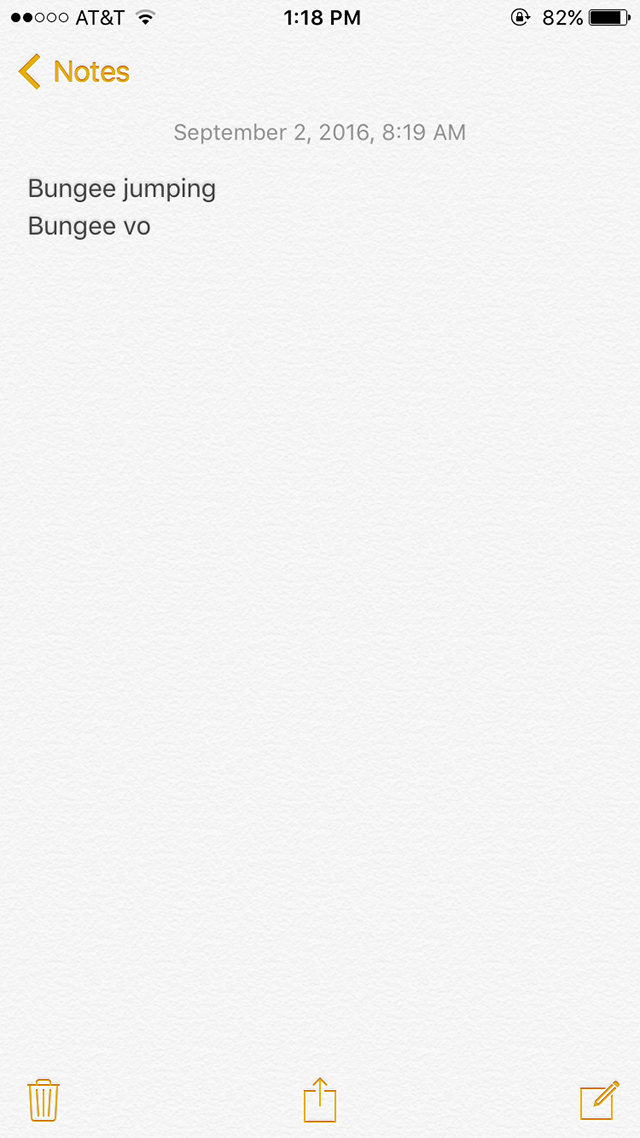 AT&T 1:18 PM 82%
Notes
September 2, 2016, 8:19 AM
Bungee jumping
Bungee vo